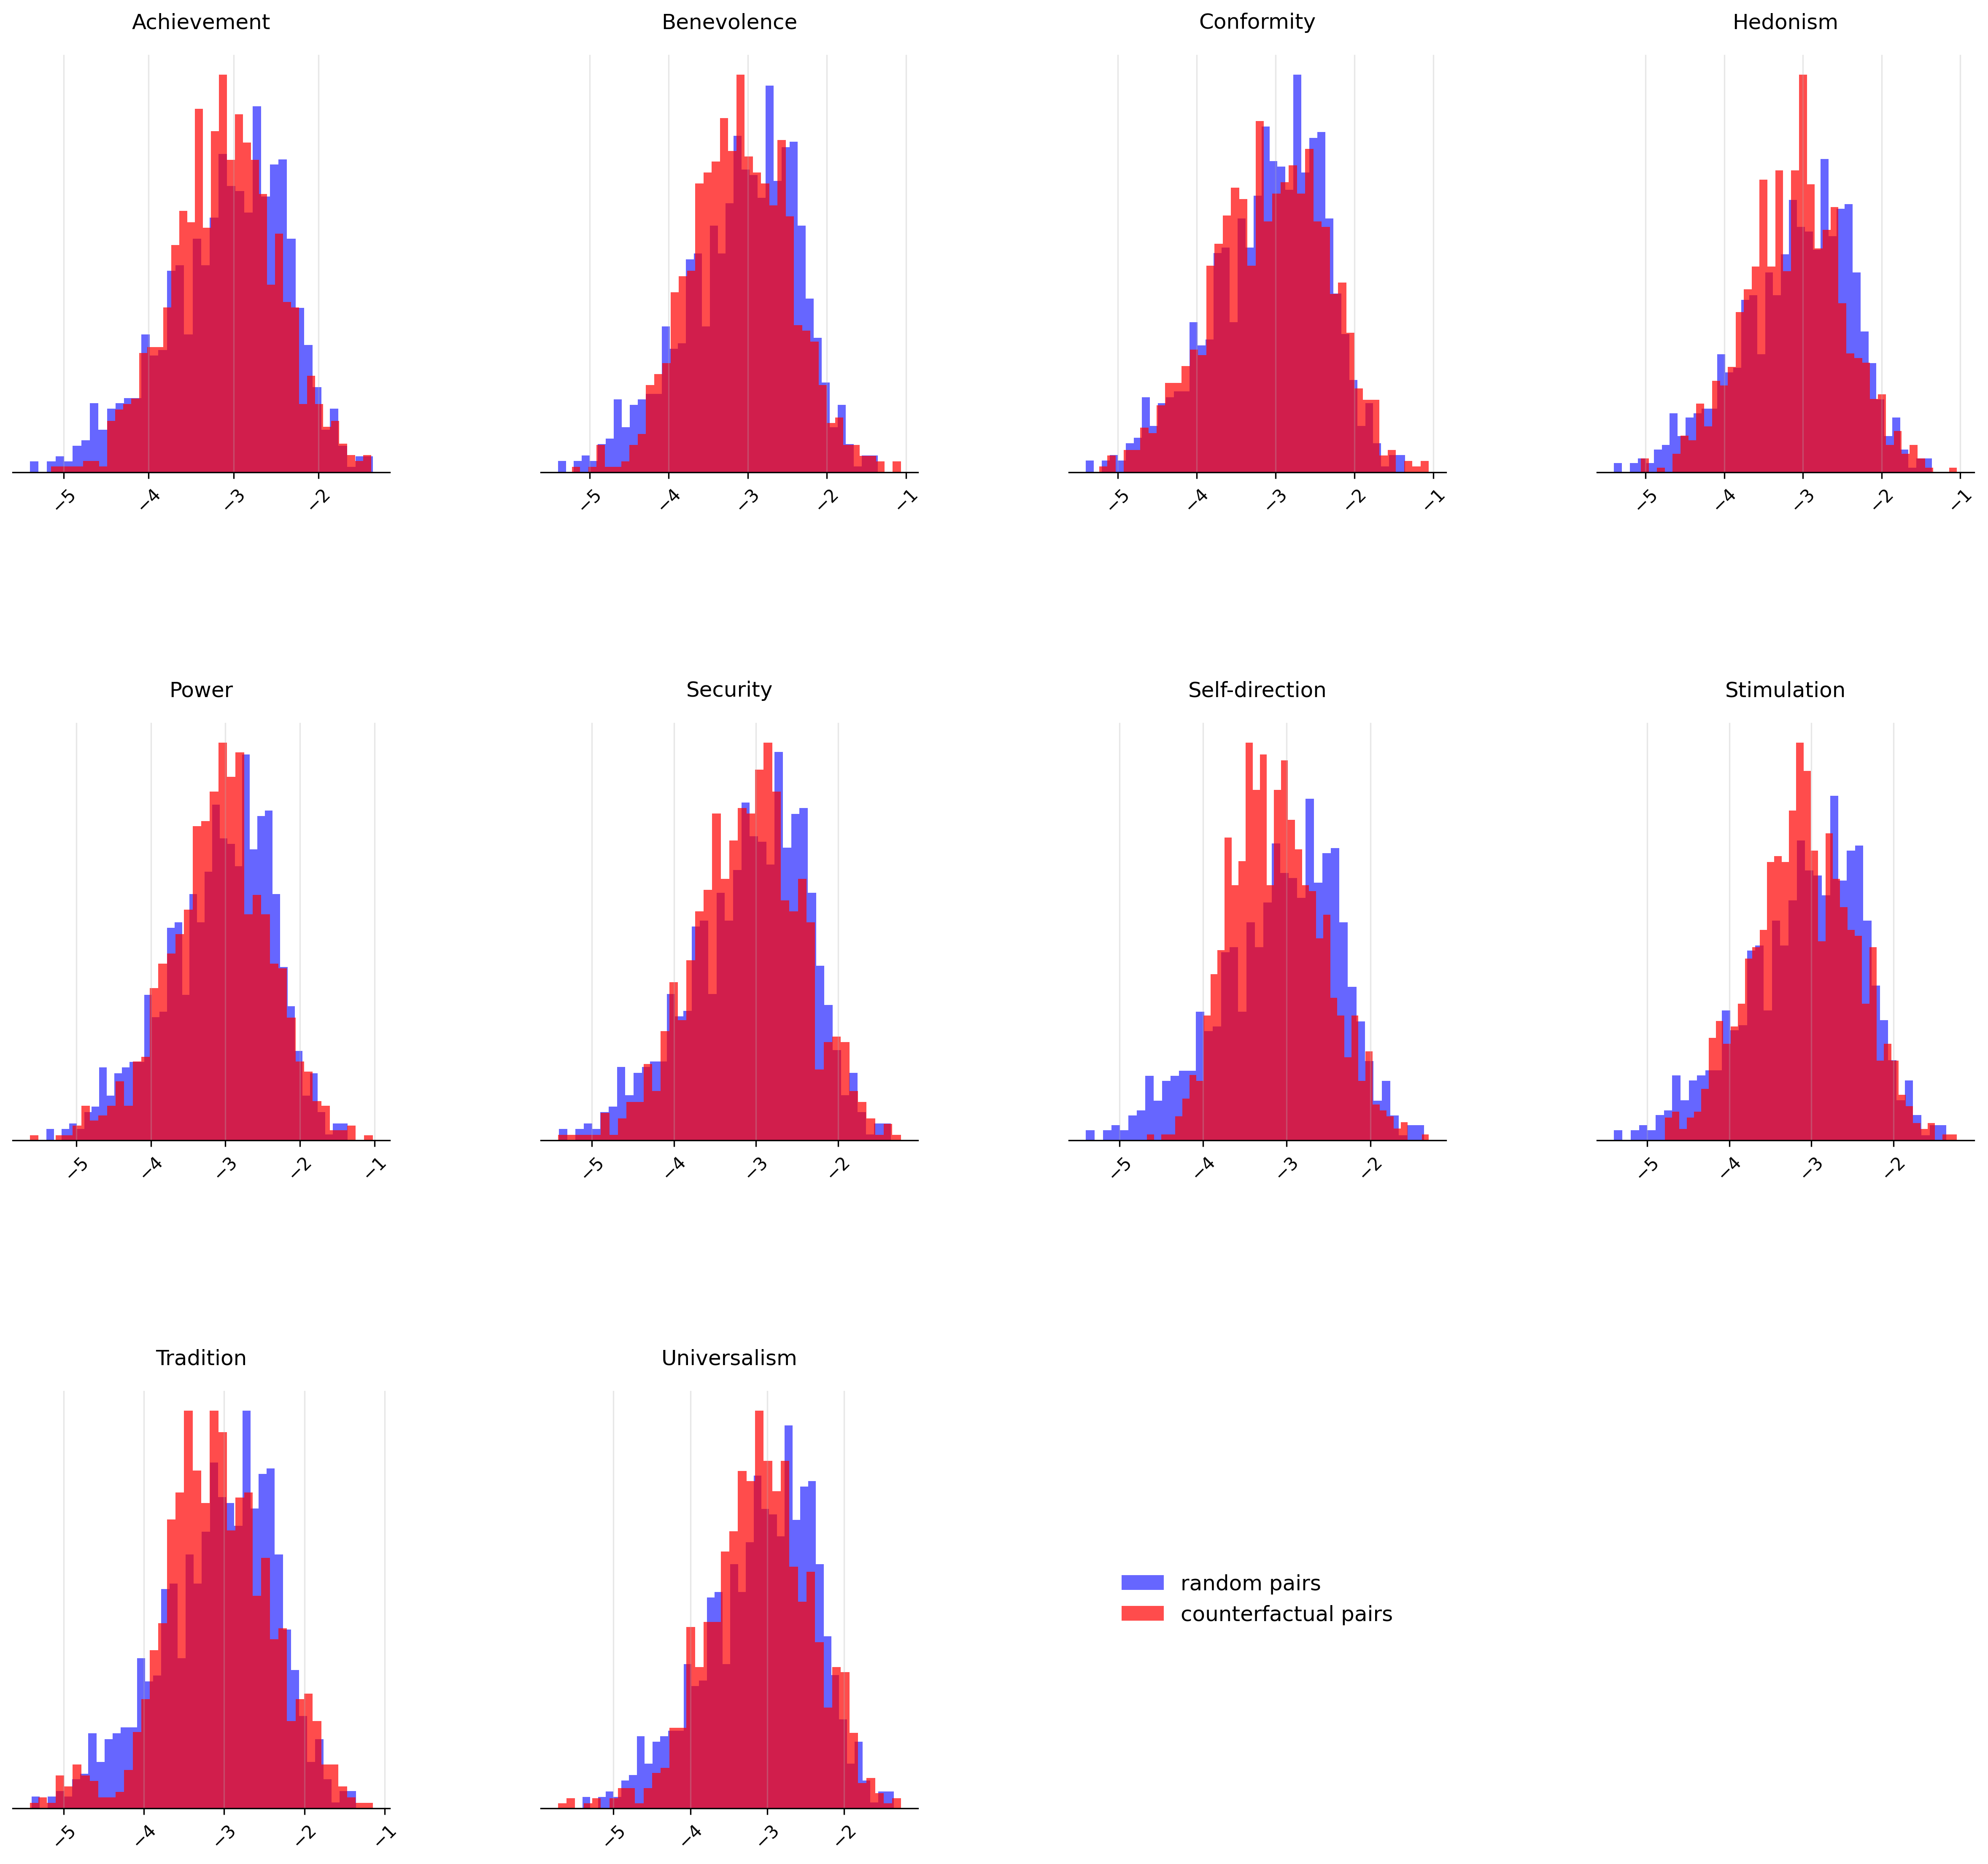 Achievement
Benevolence
Conformity
Hedonism
−5 −4 −3 −2
−5 −4 −3 −2 −1
−5 −4 −3 −2 −1
−5 −4 −3 −2 −1
Power
Security
Self-direction
Stimulation
−5 −4 −3 −2 −1
−5 −4 −3 −2
−5 −4 −3 −2
−5 −4 −3 −2
Tradition
Universalism
random pairs
counterfactual pairs
−5 −4 −3 −2 −1
−5 −4 −3 −2